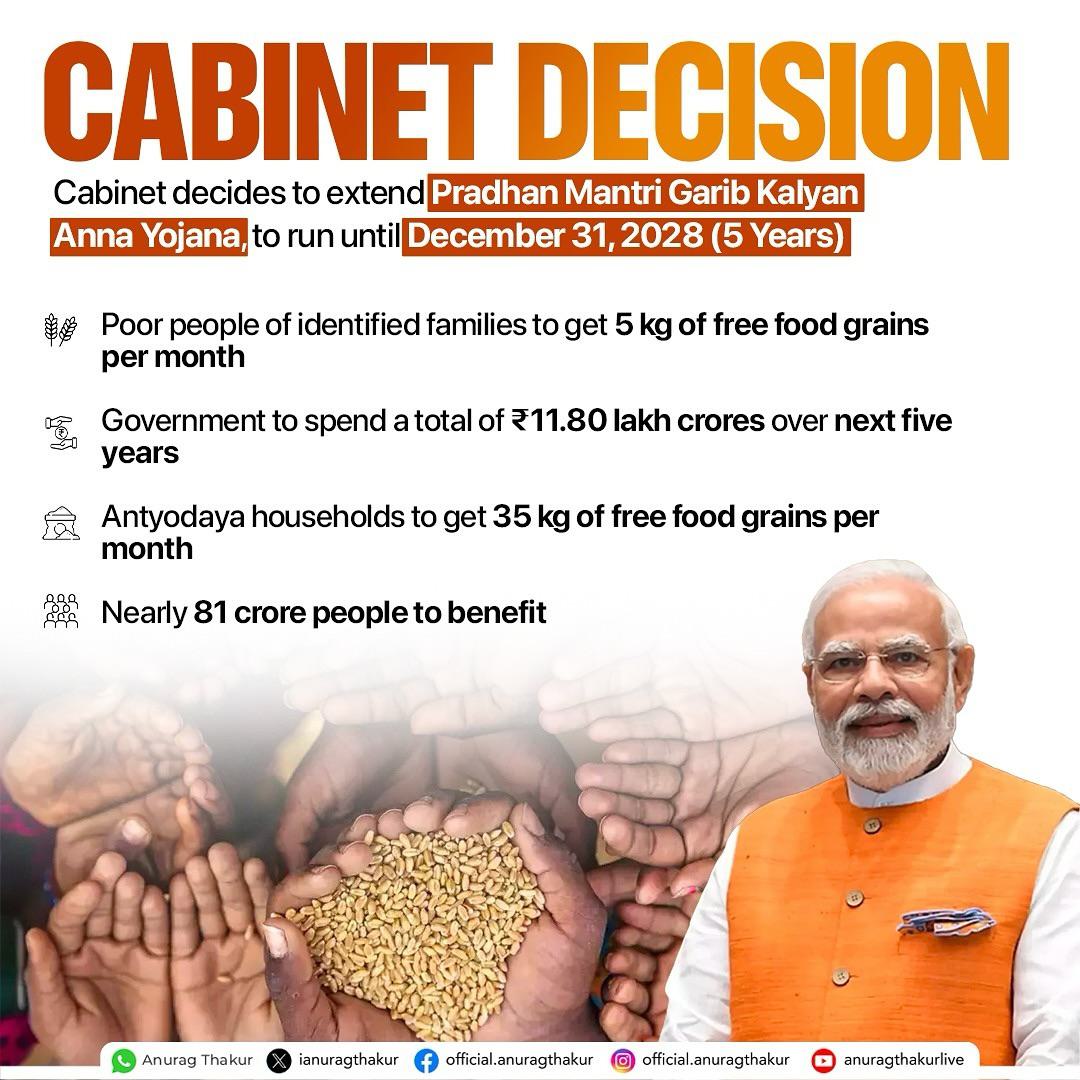 CABINET DECISION
Cabinet decides to extend Pradhan Mantri Garib Kalyan
Anna Yojana, to run until December 31, 2028 (5 Years)
Poor people of identified families to get 5 kg of free food grains
per month
Government to spend a total of ₹11.80 lakh crores over next five
years
Antyodaya households to get 35 kg of free food grains per
month
Nearly 81 crore people to benefit
Anurag Thakur ianuragthakur official.anuragthakur official.anuragthakur anuragthakurlive